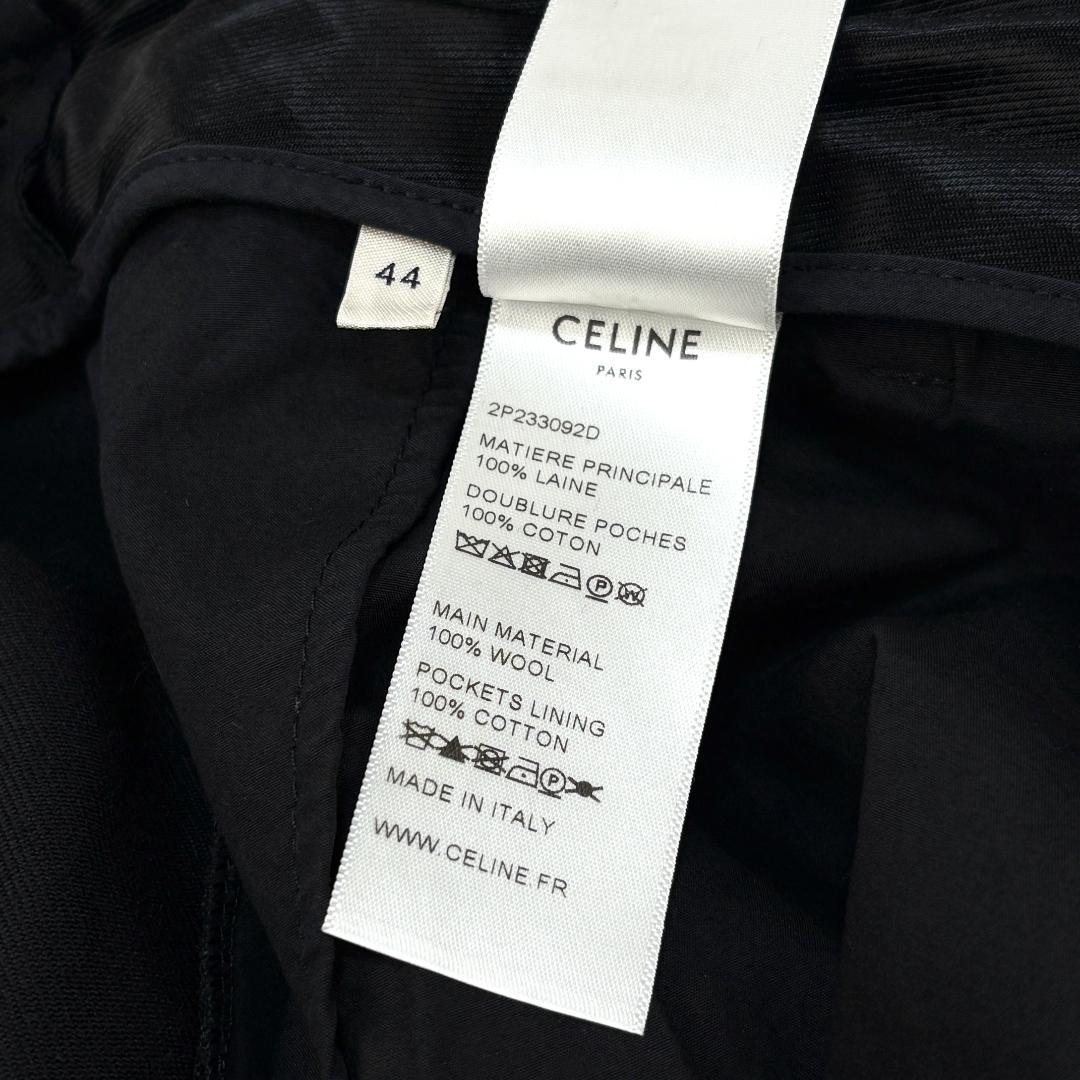 44
CELINE
PARIS
2P233092D
MATIERE PRINCIPALE
100% LAINE
DOUBLURE POCHES
100% COTON
MAIN MATERIAL
100% WOOL
POCKETS LINING
100% COTTON
MADE IN ITALY
WWW.CELINE.FR